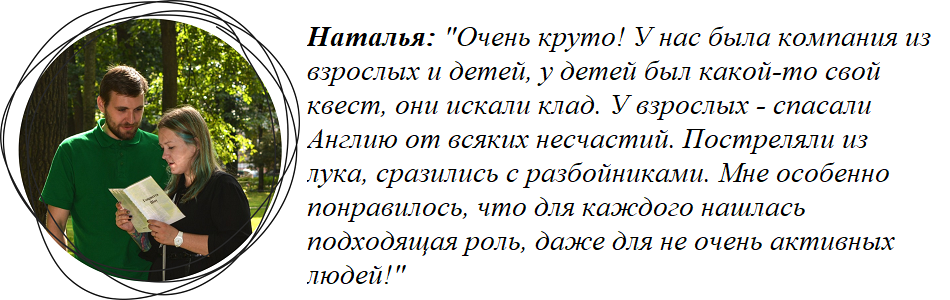 Наталья: "Очень круто! У нас была компания из
взрослых и детей, у детей был какой-то свой
квест, они искали клад. У взрослых - спасали
Англию от всяких несчастий. Постреляли из
лука, сразились с разбойниками. Мне особенно
понравилось, что для каждого нашлась
подходящая роль, даже для не очень активных
людей!"